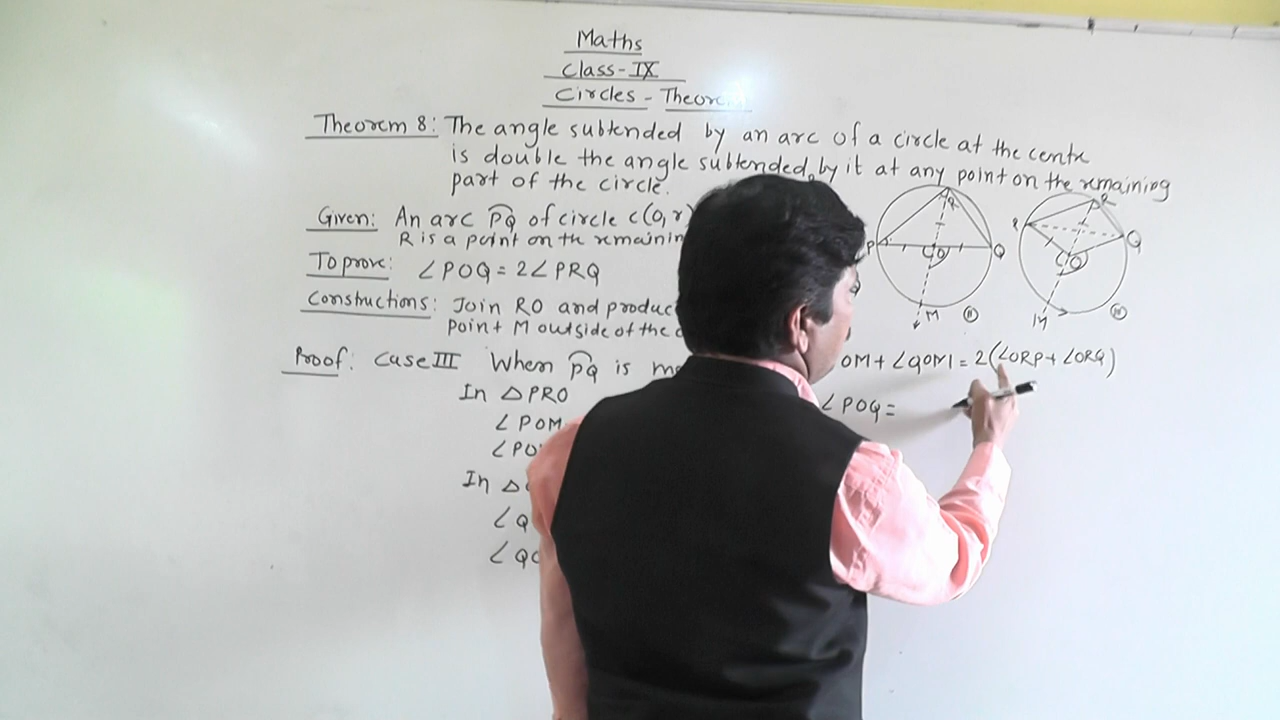 Maths
Class-IX
Circles - Theorem
Theorem 8: The angle subtended by an arc of a circle at the centre
is double the angle subtended by it at any point on the remaining
part of the circle.
Given: An arc PQ of circle C(O, r)
R is a point on the remaining
To prove: ∠POQ = 2∠PRQ
Constructions: Join RO and produc
point M outside of the c
Proof: Case III When PQ is m
OM + ∠QOM = 2(∠ORP + ∠ORQ)
In △PRO
∠POQ =
∠POM
∠PO
In △
∠Q
∠QO
R
P
O
Q
M
II
R
P
Q
O
M
III